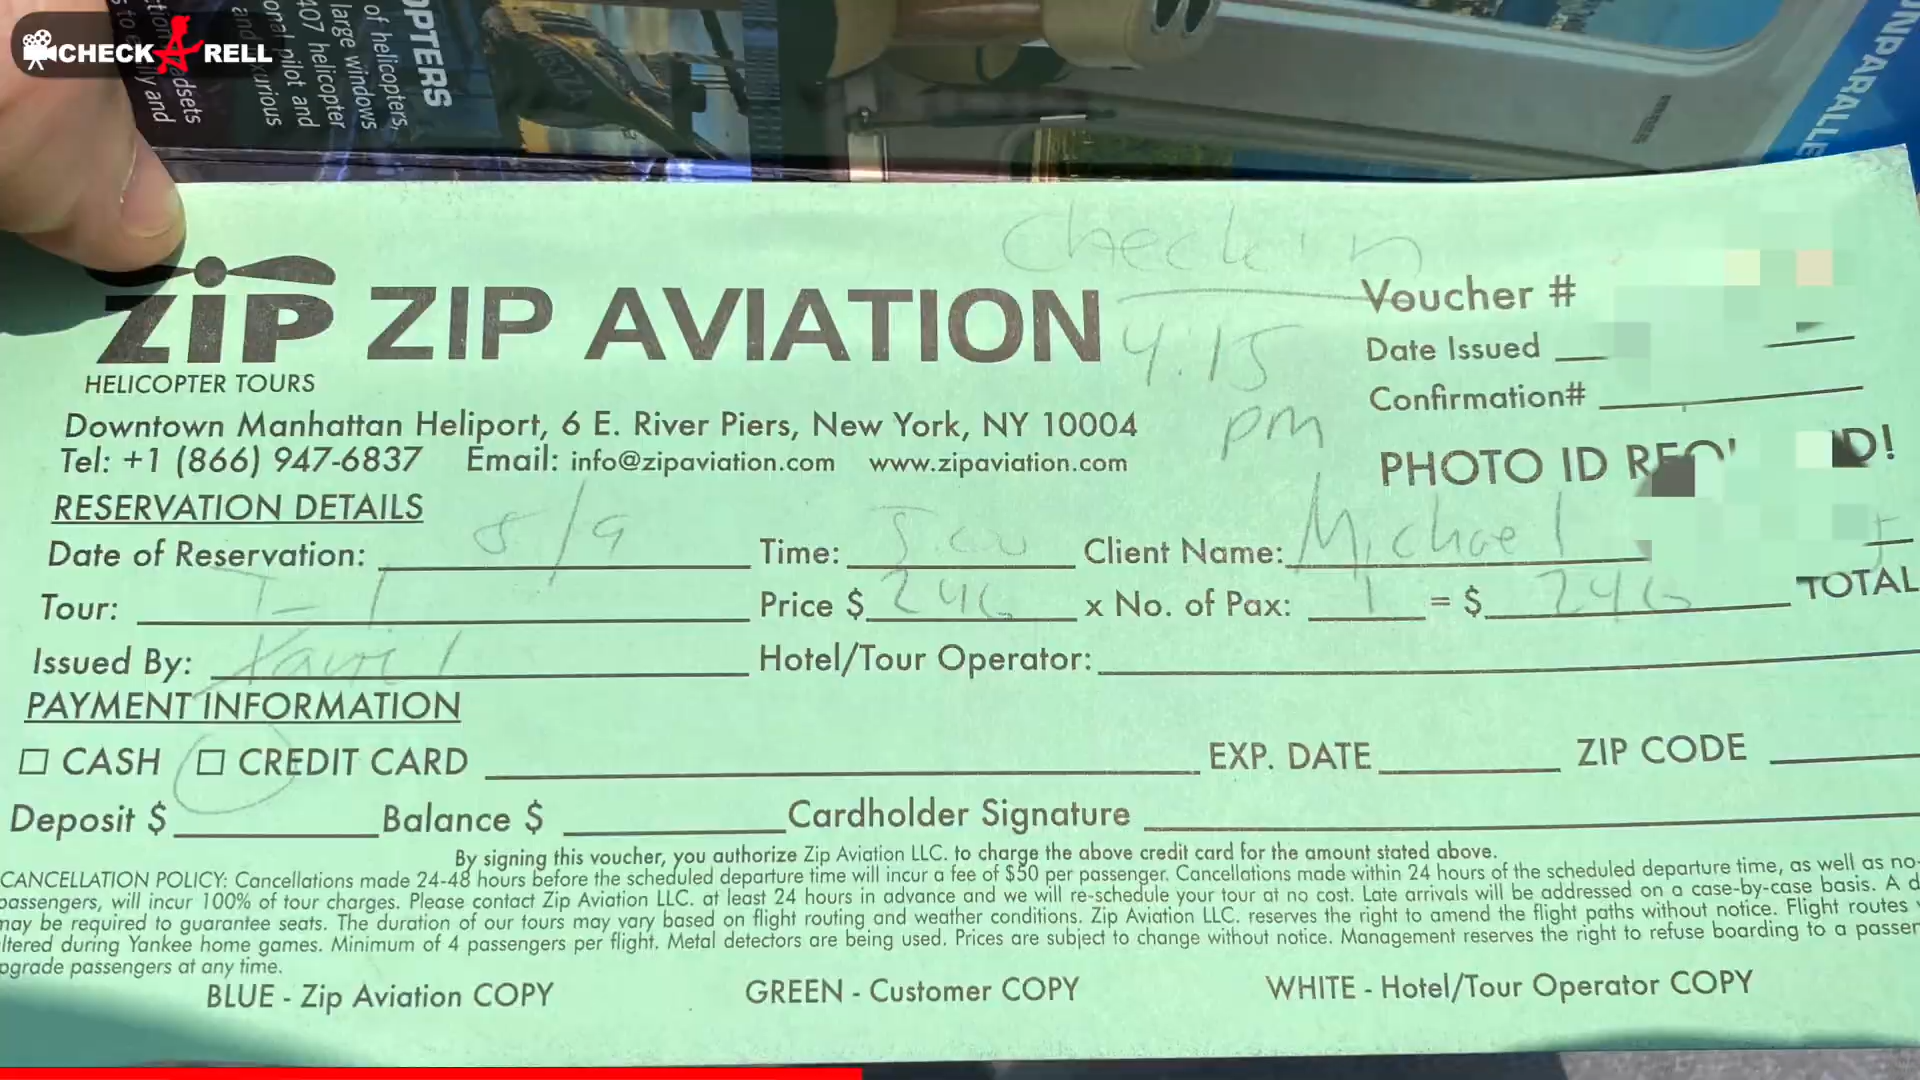 CHECK A RELL
OPTERS
of helicopters,
large windows
407 helicopter
onal pilot and
and luxurious
adsets
ly and
UNPARALLE
check in
ZiP ZIP AVIATION
4:15
pm
HELICOPTER TOURS
Voucher #
Date Issued
Confirmation#
Downtown Manhattan Heliport, 6 E. River Piers, New York, NY 10004
Tel: +1 (866) 947-6837 Email: info@zipaviation.com www.zipaviation.com
PHOTO ID
RESERVATION DETAILS
Date of Reservation: 8/9 Time: 5:00 Client Name: Michael
Tour: Price $ 246 x No. of Pax: 1 = $ 246 TOTAL
Issued By: Hotel/Tour Operator:
PAYMENT INFORMATION
CASH CREDIT CARD EXP. DATE ZIP CODE
Deposit $ Balance $ Cardholder Signature
By signing this voucher, you authorize Zip Aviation LLC. to charge the above credit card for the amount stated above.
CANCELLATION POLICY: Cancellations made 24-48 hours before the scheduled departure time will incur a fee of $50 per passenger. Cancellations made within 24 hours of the scheduled departure time, as well as no-
passengers, will incur 100% of tour charges. Please contact Zip Aviation LLC. at least 24 hours in advance and we will re-schedule your tour at no cost. Late arrivals will be addressed on a case-by-case basis. A d
may be required to guarantee seats. The duration of our tours may vary based on flight routing and weather conditions. Zip Aviation LLC. reserves the right to amend the flight paths without notice. Flight routes
ltered during Yankee home games. Minimum of 4 passengers per flight. Metal detectors are being used. Prices are subject to change without notice. Management reserves the right to refuse boarding to a passen
pgrade passengers at any time.
BLUE - Zip Aviation COPY GREEN - Customer COPY WHITE - Hotel/Tour Operator COPY